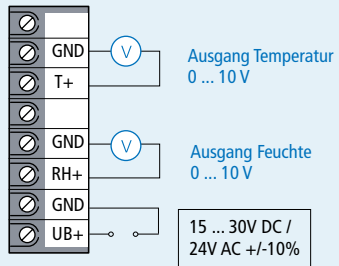 GND
V
Ausgang Temperatur
T+
0 ... 10 V
GND
V
Ausgang Feuchte
RH+
0 ... 10 V
GND
UB+
15 ... 30V DC /
24V AC +/-10%